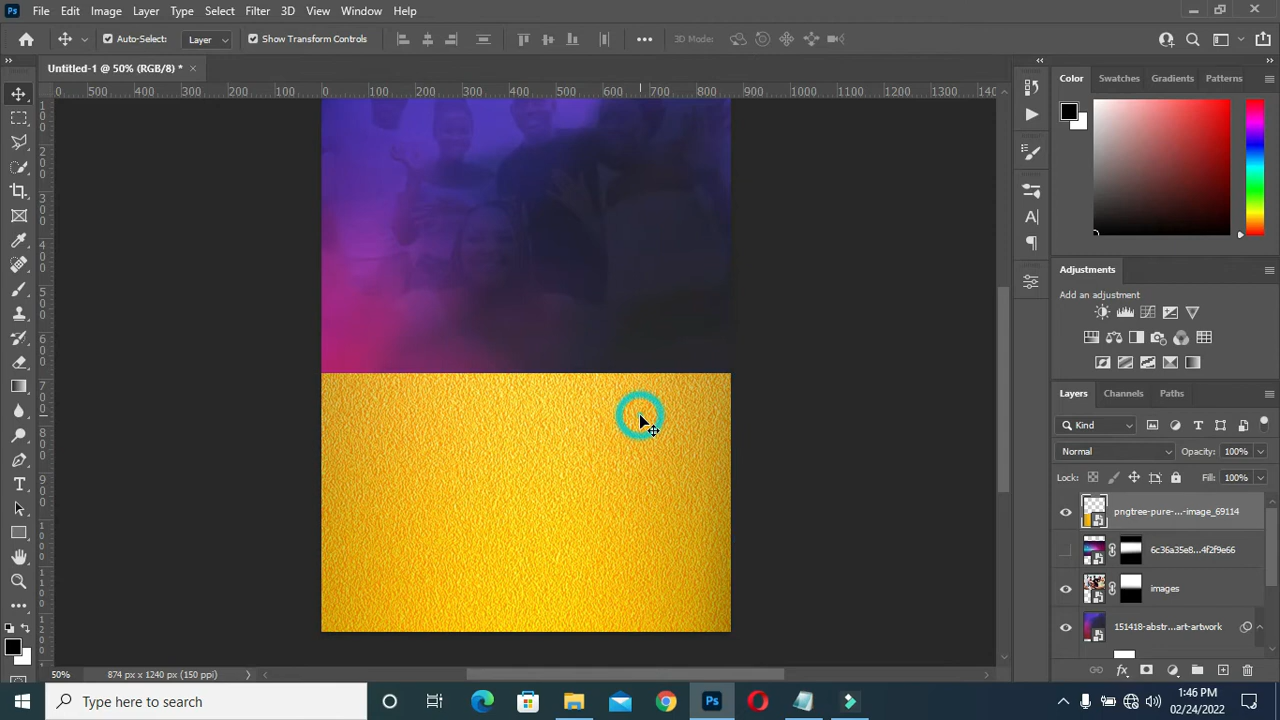 Ps File Edit Image Layer Type Select Filter 3D View Window Help
Auto-Select: Layer Show Transform Controls 3D Mode:
Untitled-1 @ 50% (RGB/8) *
0 500 400 300 200 100 0 100 200 300 400 500 600 700 800 900 1000 1100 1200 1300
Color Swatches Gradients Patterns
Adjustments
Add an adjustment
Layers Channels Paths
Kind
Normal Opacity: 100%
Lock: Fill: 100%
pngtree-pure-...-image_69114
6c36a35e8...4f2f9e66
images
151418-abstr...art-artwork
50% 874 px x 1240 px (150 ppi)
Type here to search
Ps
1:46 PM
02/24/2022